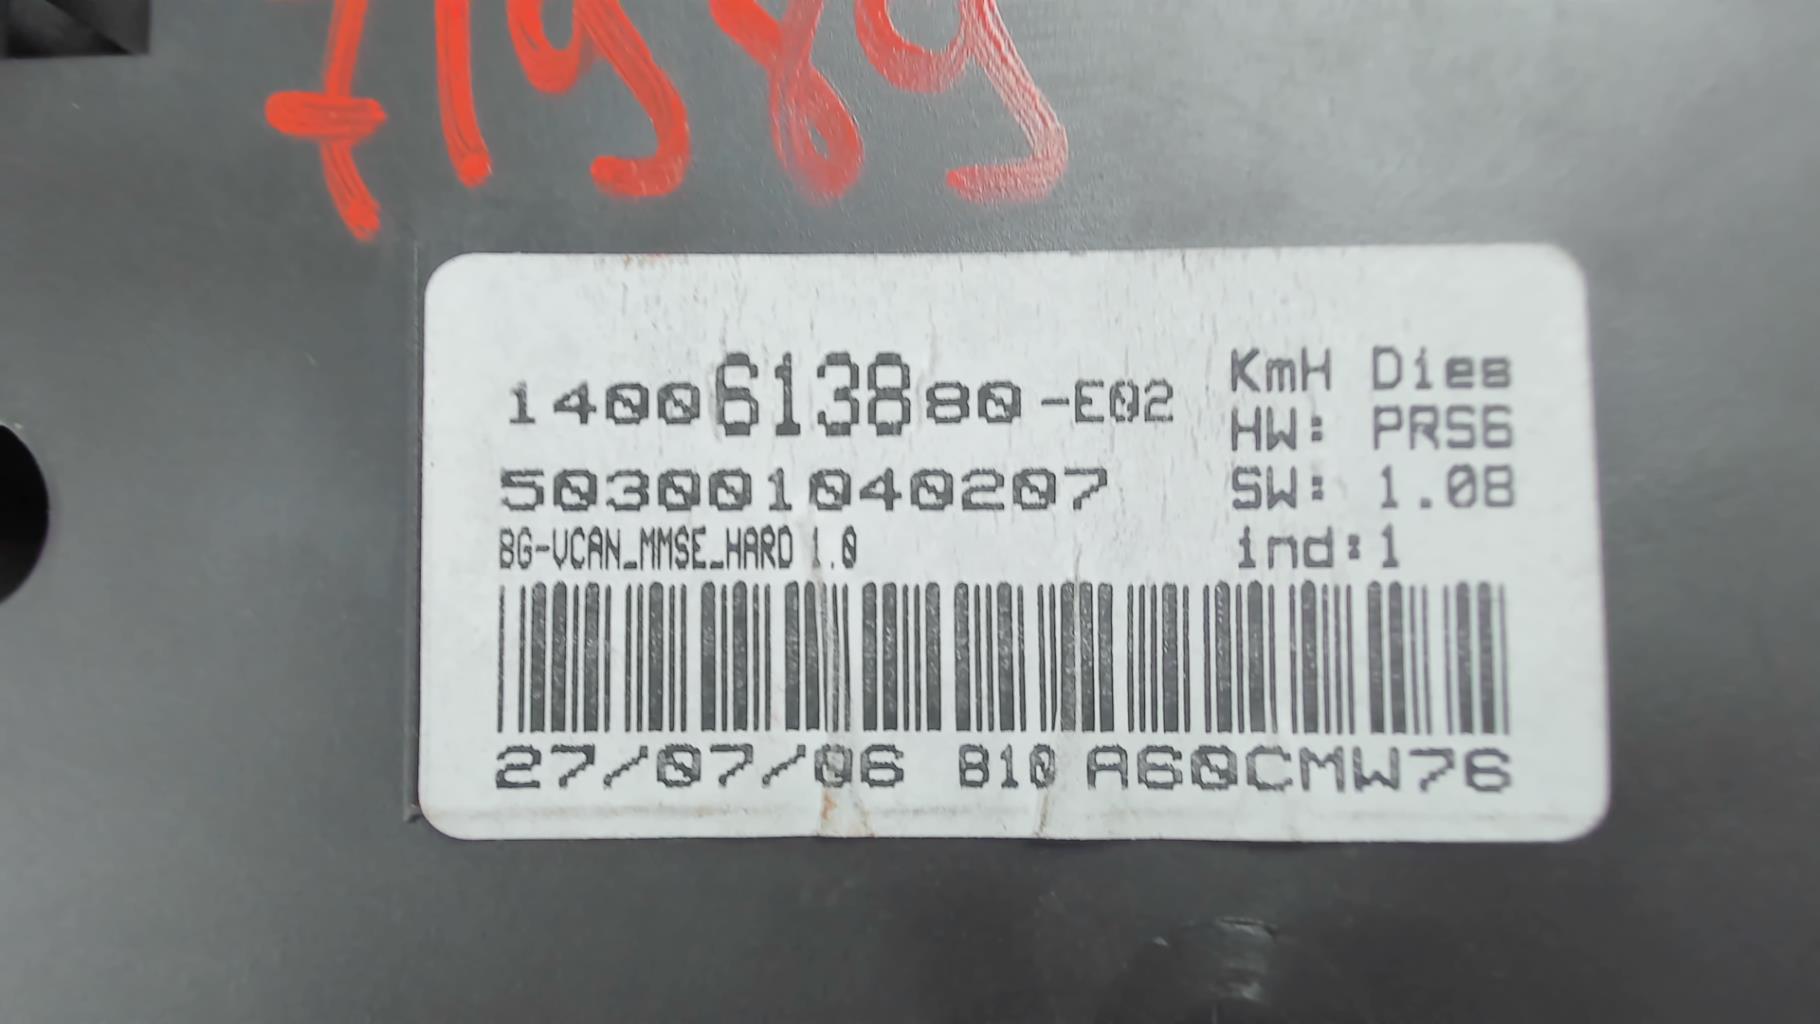 71989
1400613880-E02
503001040207
BG-VCAN_MMSE_HARD 1.0
KmH Dies
HW: PRS6
SW: 1.08
ind:1
27/07/06 B10 A60CMW76